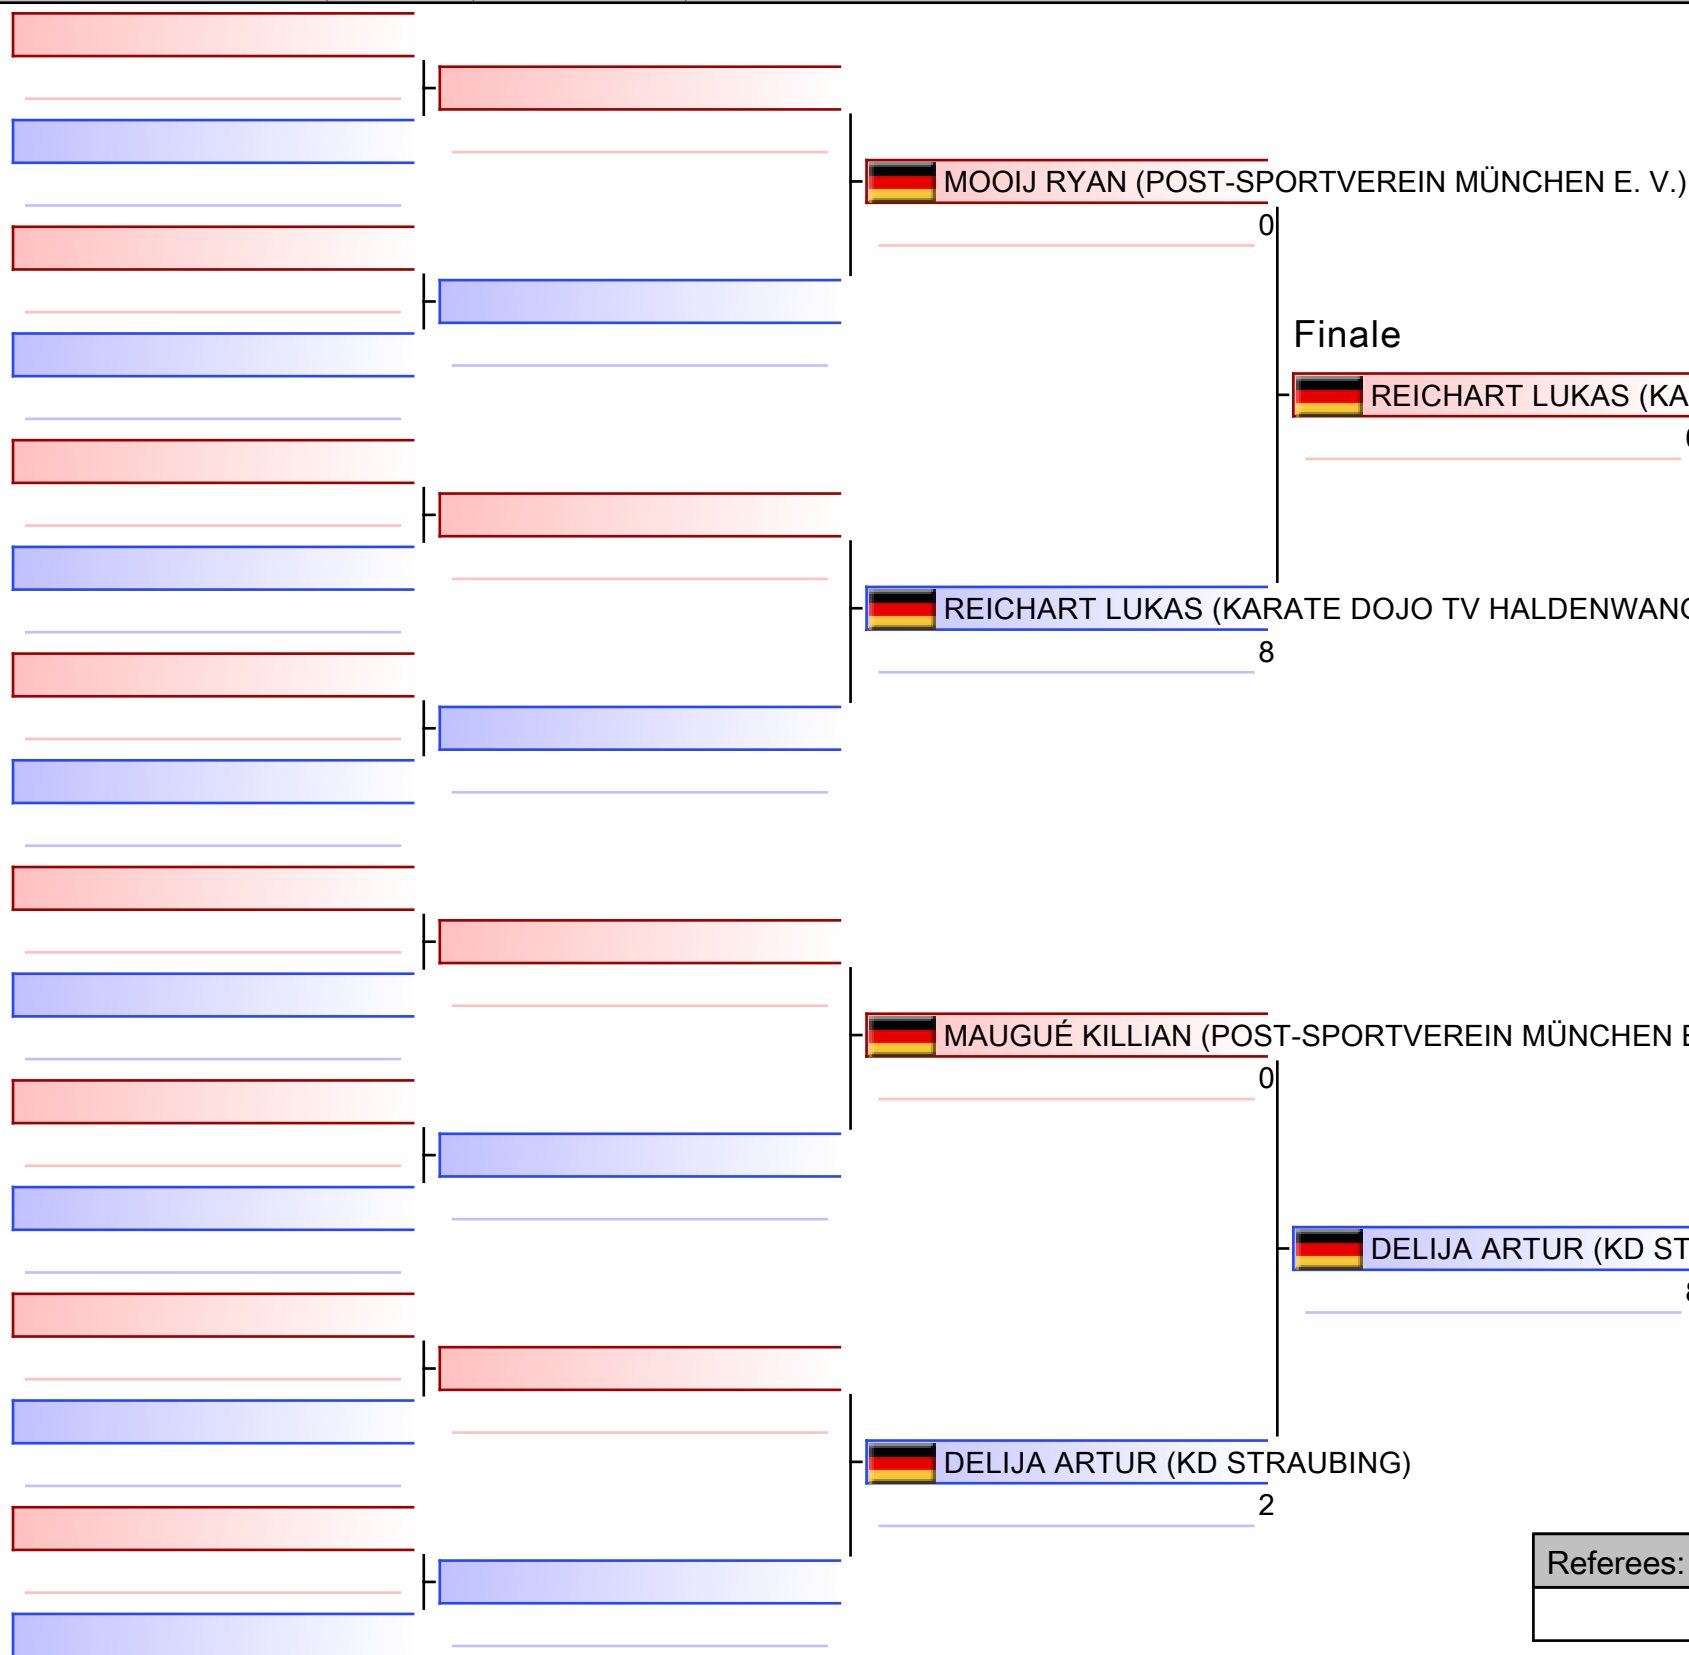 MOOIJ RYAN (POST-SPORTVEREIN MÜNCHEN E. V.)
0
Finale
REICHART LUKAS (KA
REICHART LUKAS (KARATE DOJO TV HALDENWANG
8
MAUGUÉ KILLIAN (POST-SPORTVEREIN MÜNCHEN E
0
DELIJA ARTUR (KD ST
DELIJA ARTUR (KD STRAUBING)
2
Referees: